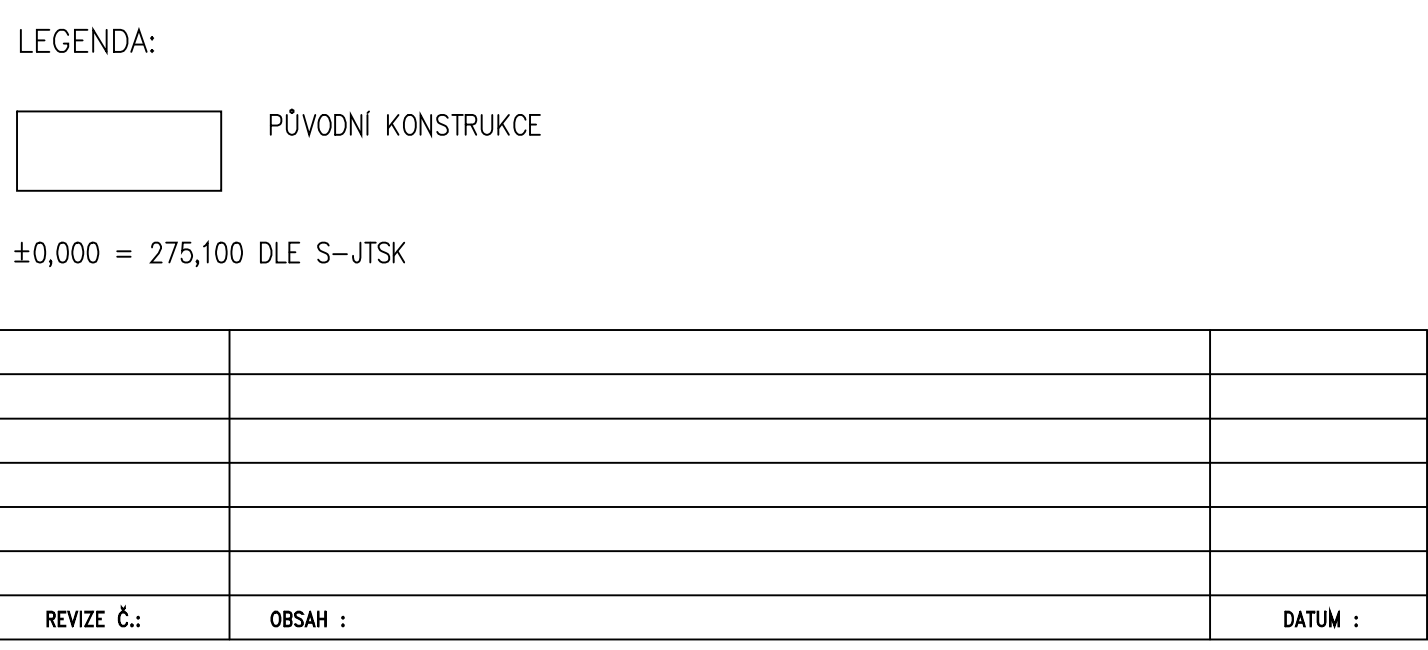 LEGENDA:
PŮVODNÍ KONSTRUKCE
±0,000 = 275,100 DLE S-JTSK
REVIZE Č.: OBSAH : DATUM :